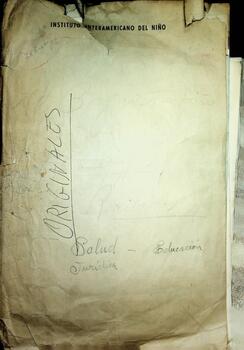 INSTITUTO INTERAMERICANO DEL NIÑO
ORIGINALES
Salud - Educación
Jurídica